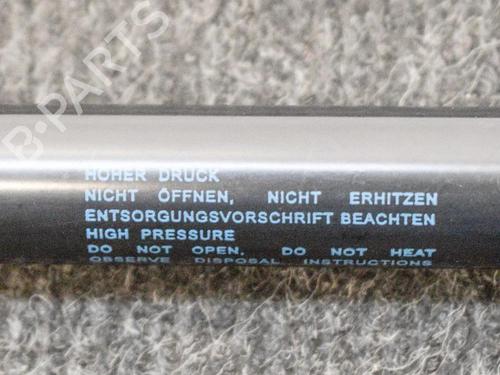 B-PARTS
HOHER DRUCK
NICHT ÖFFNEN, NICHT ERHITZEN
ENTSORGUNGSVORSCHRIFT BEACHTEN
HIGH PRESSURE
DO NOT OPEN, DO NOT HEAT
OBSERVE DISPOSAL INSTRUCTIONS